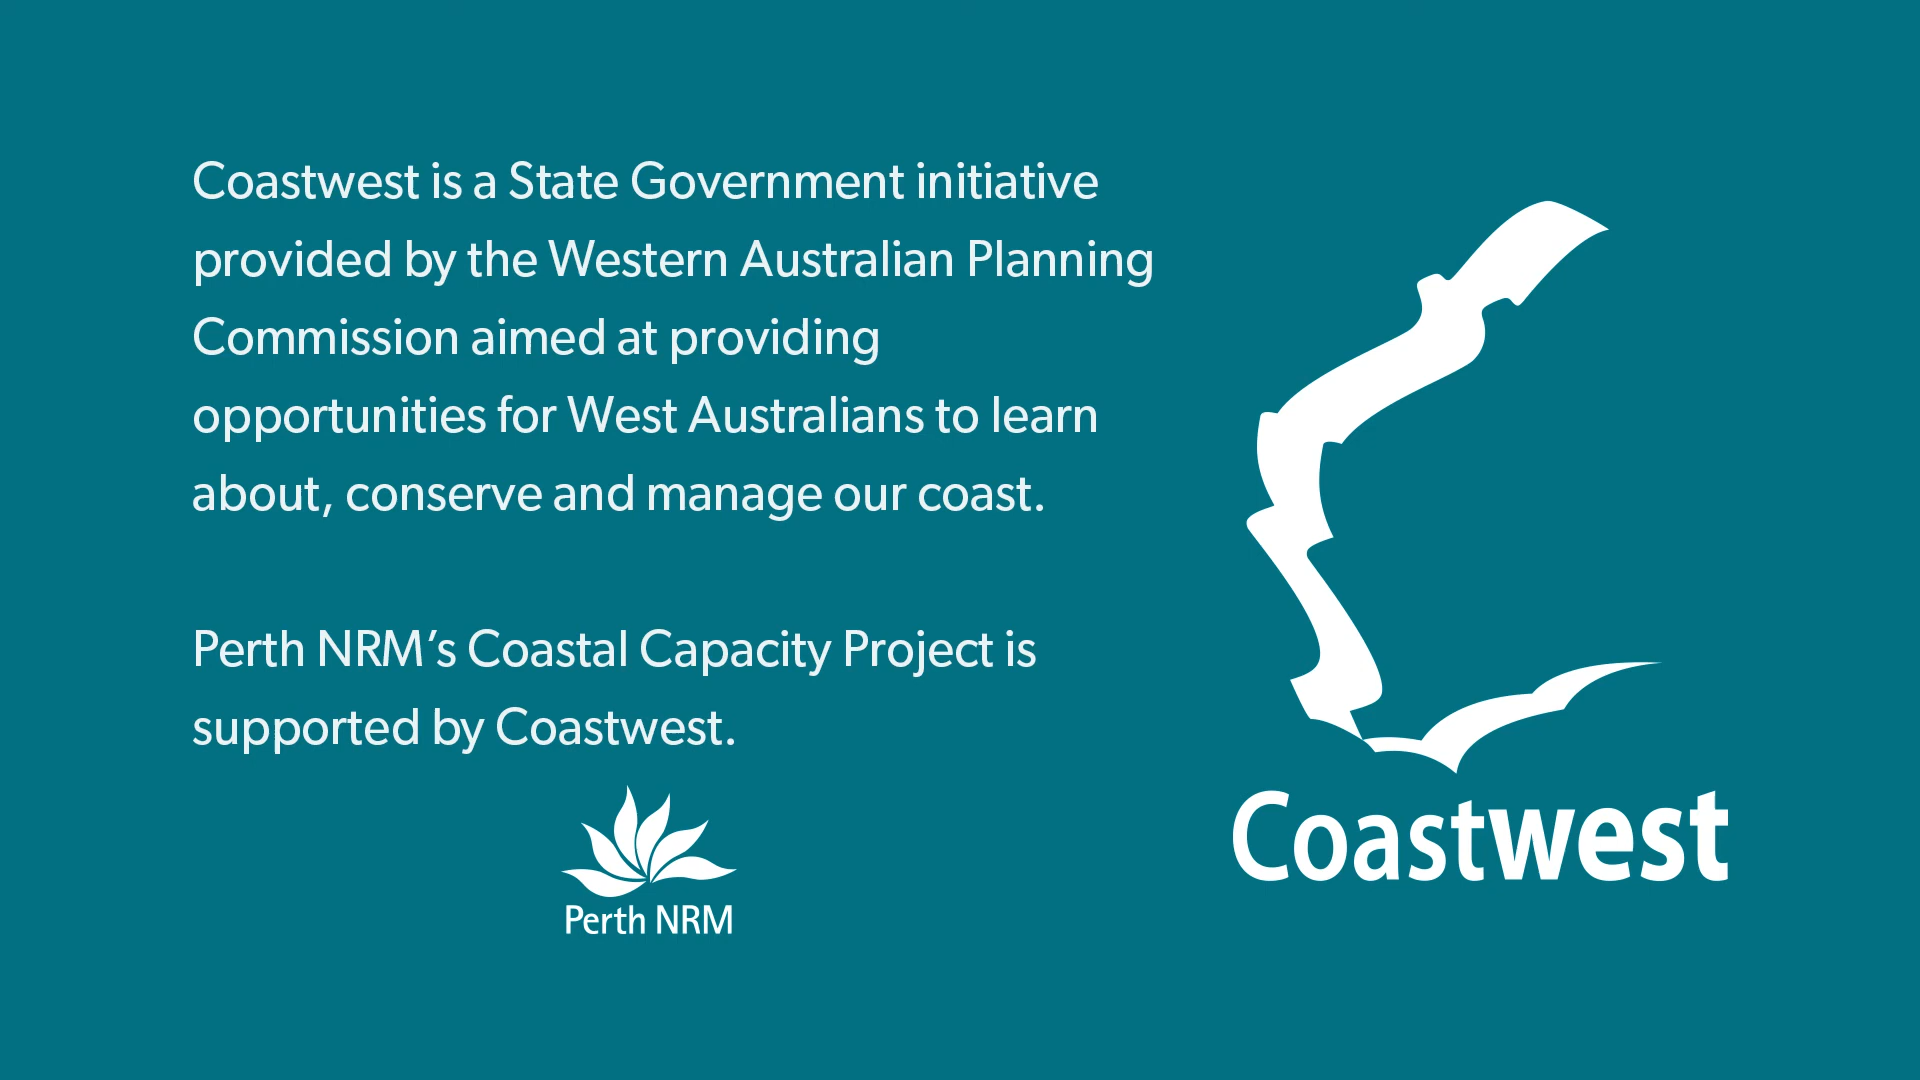 Coastwest is a State Government initiative
provided by the Western Australian Planning
Commission aimed at providing
opportunities for West Australians to learn
about, conserve and manage our coast.
Perth NRM’s Coastal Capacity Project is
supported by Coastwest.
Perth NRM
Coastwest